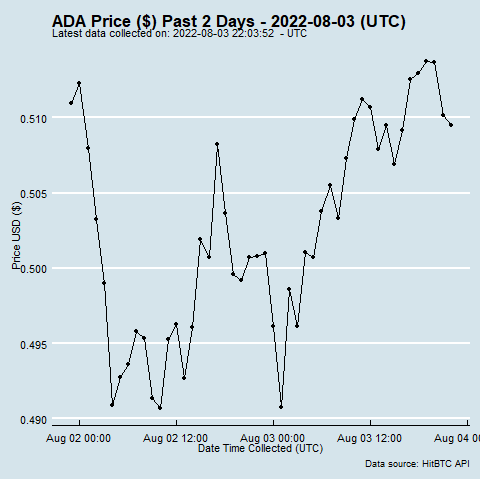 ADA Price ($) Past 2 Days - 2022-08-03 (UTC)
Latest data collected on: 2022-08-03 22:03:52 - UTC
Price USD ($)
0.510
0.505
0.500
0.495
0.490
Aug 02 00:00 Aug 02 12:00 Aug 03 00:00 Aug 03 12:00 Aug 04 00
Date Time Collected (UTC)
Data source: HitBTC API